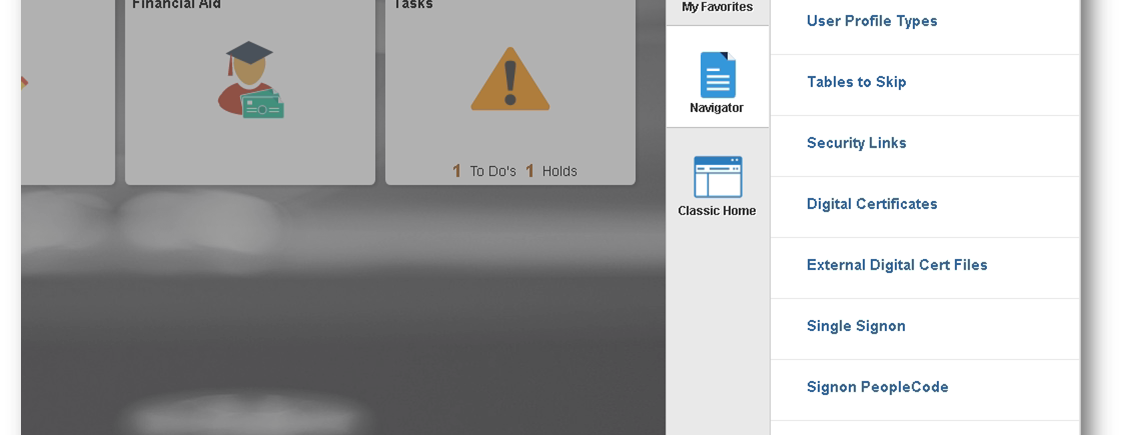 Financial Aid
Tasks
1 To Do's 1 Holds
My Favorites
Navigator
Classic Home
User Profile Types
Tables to Skip
Security Links
Digital Certificates
External Digital Cert Files
Single Signon
Signon PeopleCode